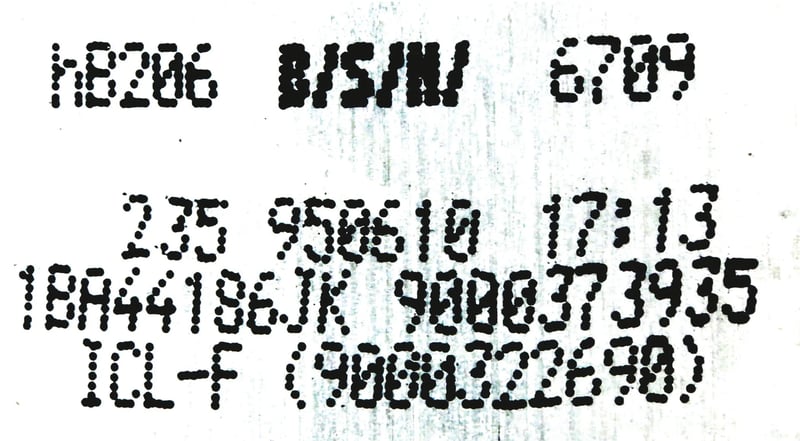 hB206 B/S/N/ 6709
235 950610 17:13
1BA44186JK 9000373935
ICL-F (9000322690)